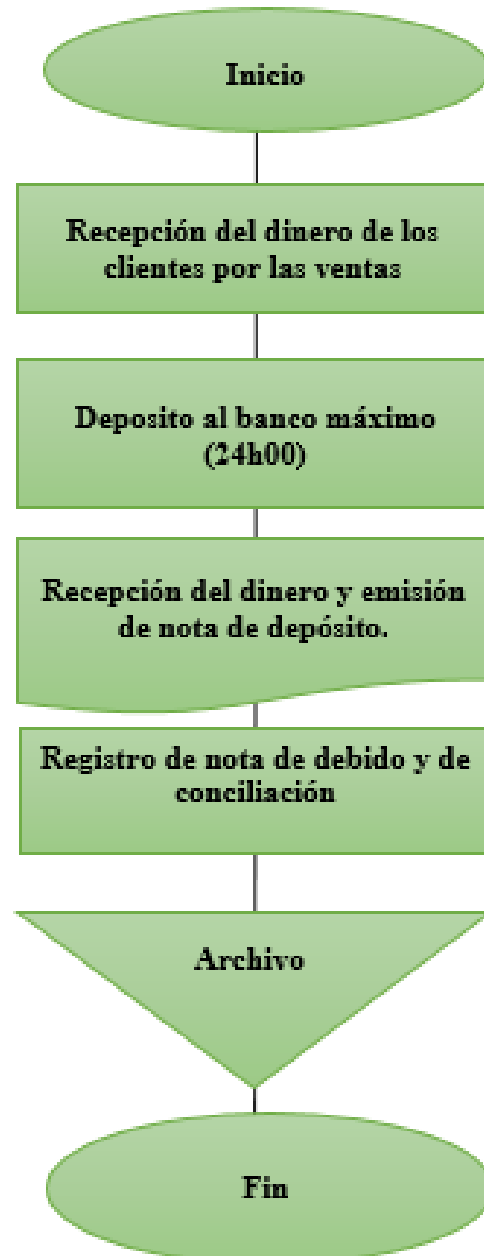 Inicio
Recepción del dinero de los
clientes por las ventas
Deposito al banco máximo
(24h00)
Recepción del dinero y emisión
de nota de depósito.
Registro de nota de debido y de
conciliación
Archivo
Fin